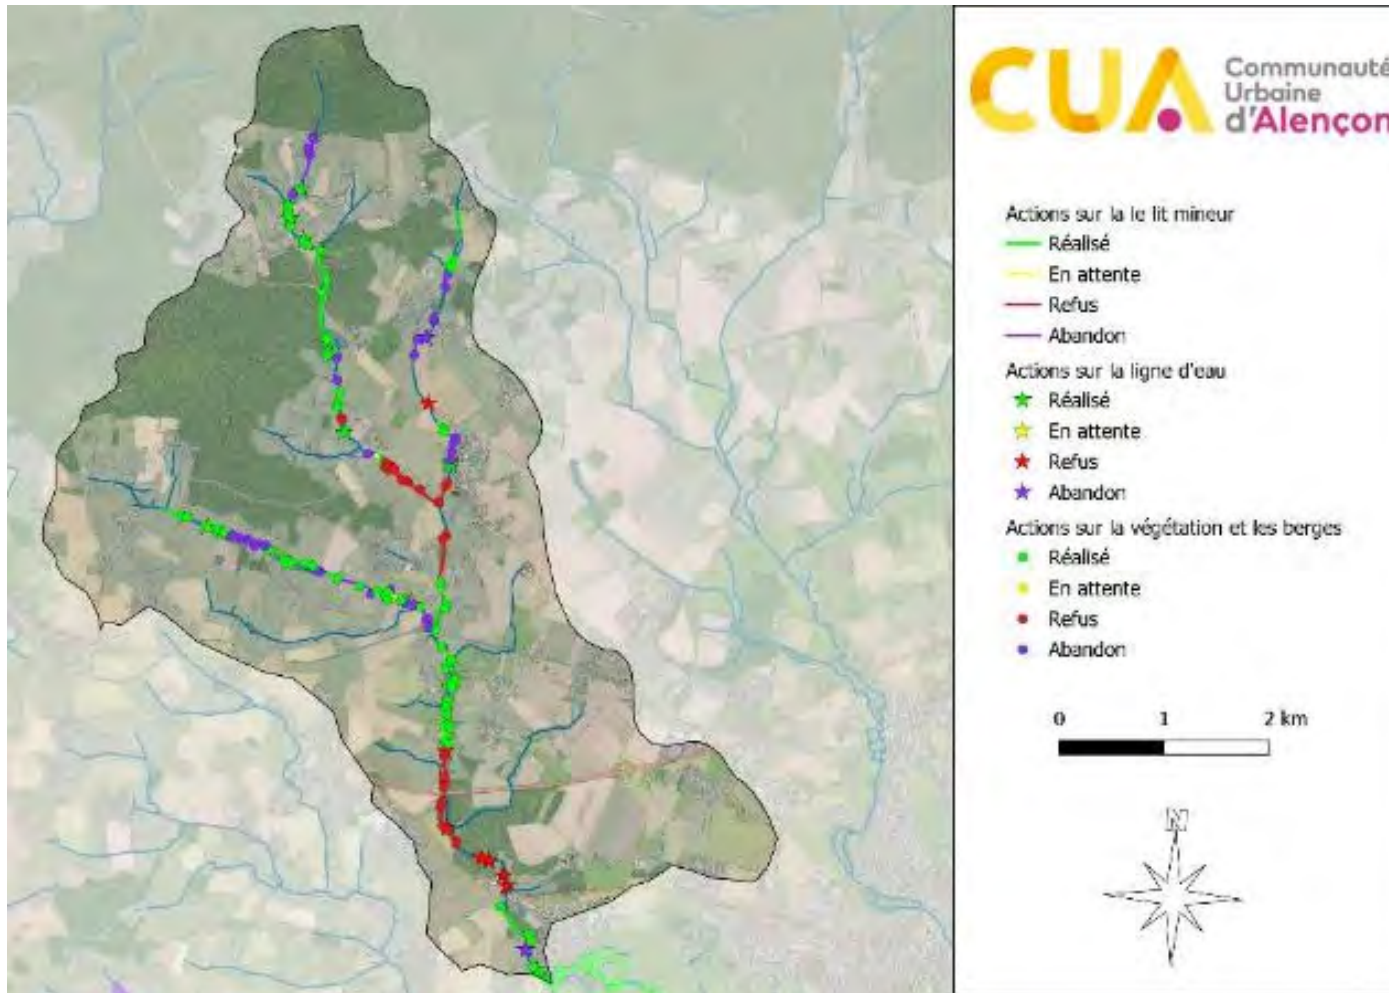 CUA
Communauté
Urbaine
d'Alençon
Actions sur la le lit mineur
Réalisé
En attente
Refus
Abandon
Actions sur la ligne d'eau
Réalisé
En attente
Refus
Abandon
Actions sur la végétation et les berges
Réalisé
En attente
Refus
Abandon
0 1 2 km
N